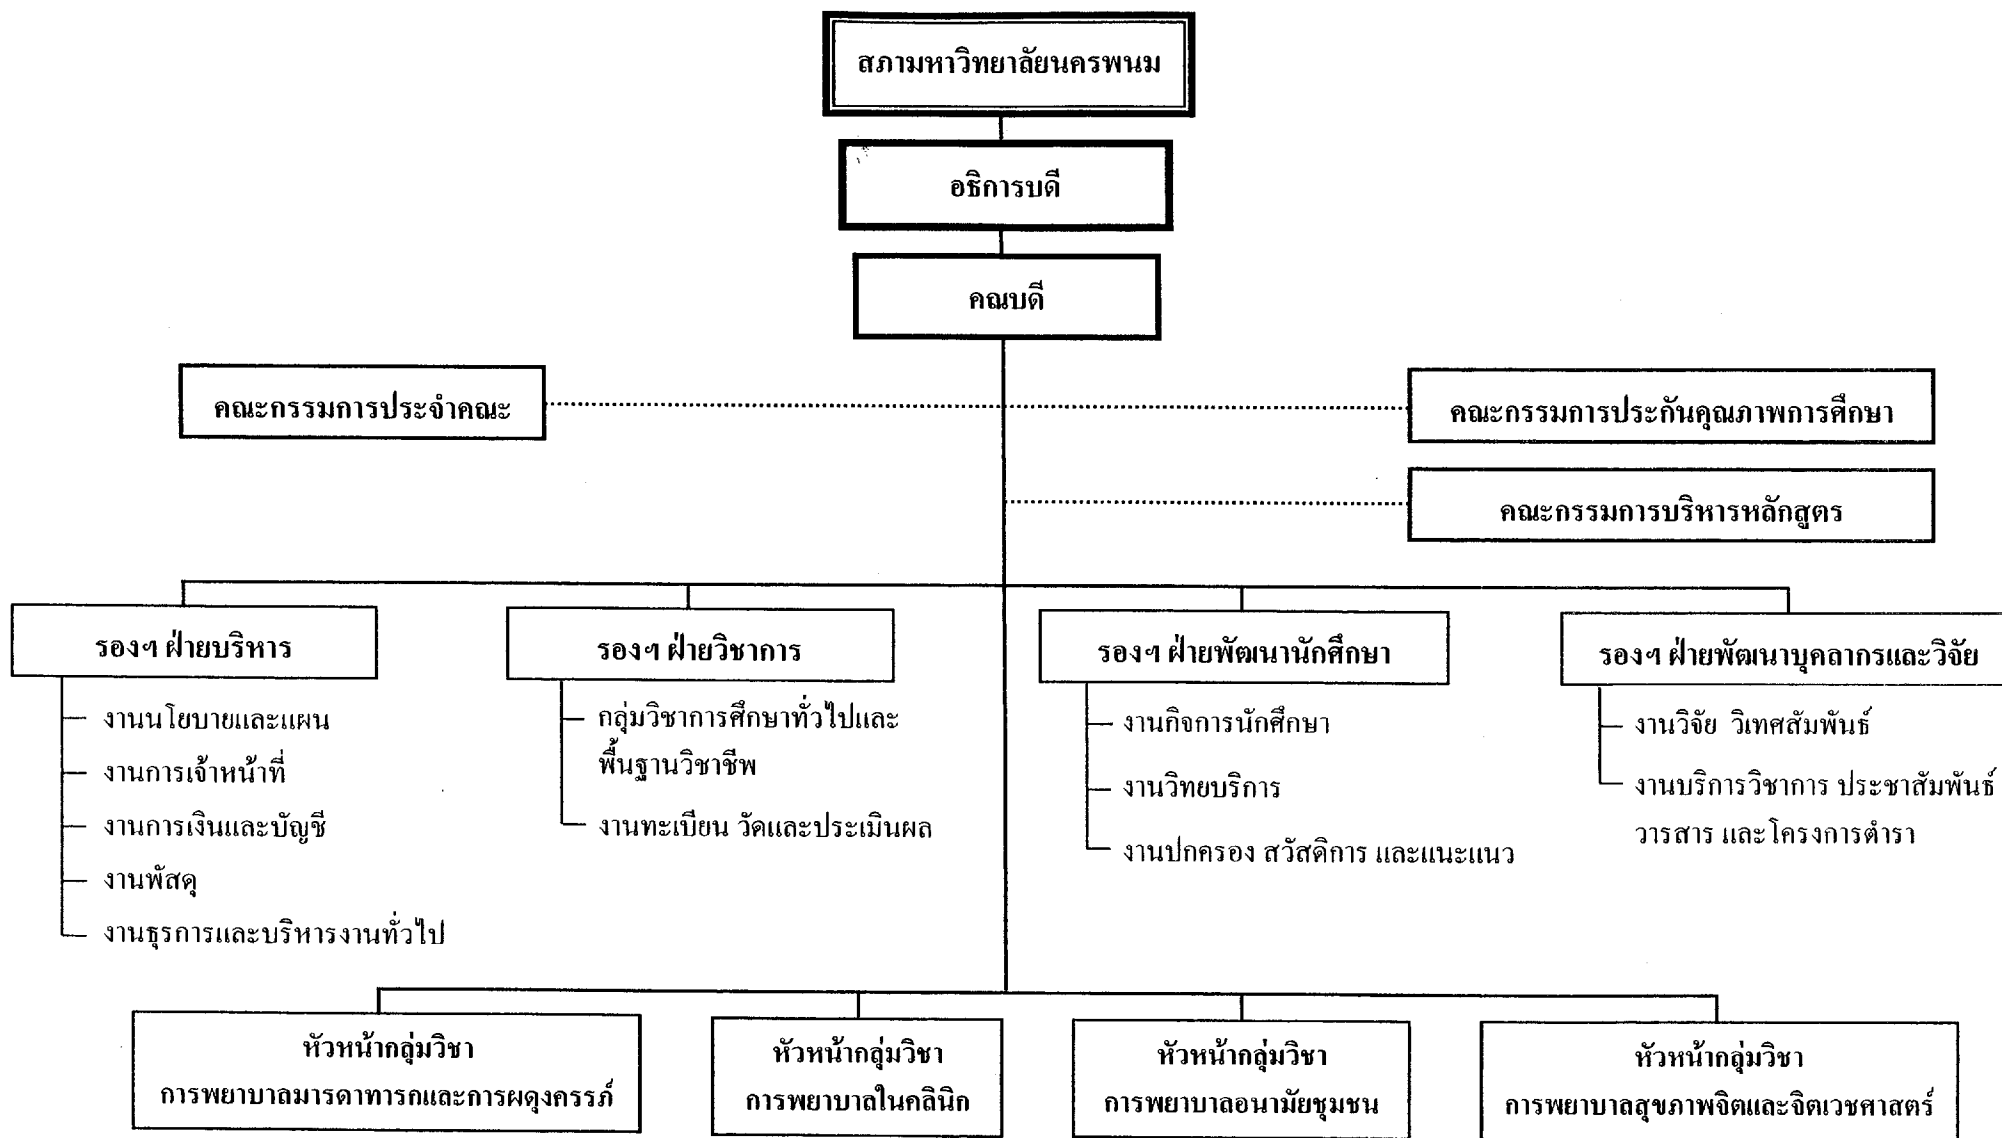 สภามหาวิทยาลัยนครพนม
อธิการบดี
คณบดี
คณะกรรมการประจำคณะ
คณะกรรมการประกันคุณภาพการศึกษา
คณะกรรมการบริหารหลักสูตร
รองฯ ฝ่ายบริหาร
งานนโยบายและแผน
งานการเจ้าหน้าที่
งานการเงินและบัญชี
งานพัสดุ
งานธุรการและบริหารงานทั่วไป
รองฯ ฝ่ายวิชาการ
กลุ่มวิชาการศึกษาทั่วไปและ
พื้นฐานวิชาชีพ
งานทะเบียน วัดและประเมินผล
รองฯ ฝ่ายพัฒนานักศึกษา
งานกิจการนักศึกษา
งานวิทยบริการ
งานปกครอง สวัสดิการ และแนะแนว
รองฯ ฝ่ายพัฒนาบุคลากรและวิจัย
งานวิจัย วิเทศสัมพันธ์
งานบริการวิชาการ ประชาสัมพันธ์
วารสาร และโครงการตำรา
หัวหน้ากลุ่มวิชา
การพยาบาลมารดาทารกและการผดุงครรภ์
หัวหน้ากลุ่มวิชา
การพยาบาลในคลินิก
หัวหน้ากลุ่มวิชา
การพยาบาลอนามัยชุมชน
หัวหน้ากลุ่มวิชา
การพยาบาลสุขภาพจิตและจิตเวชศาสตร์